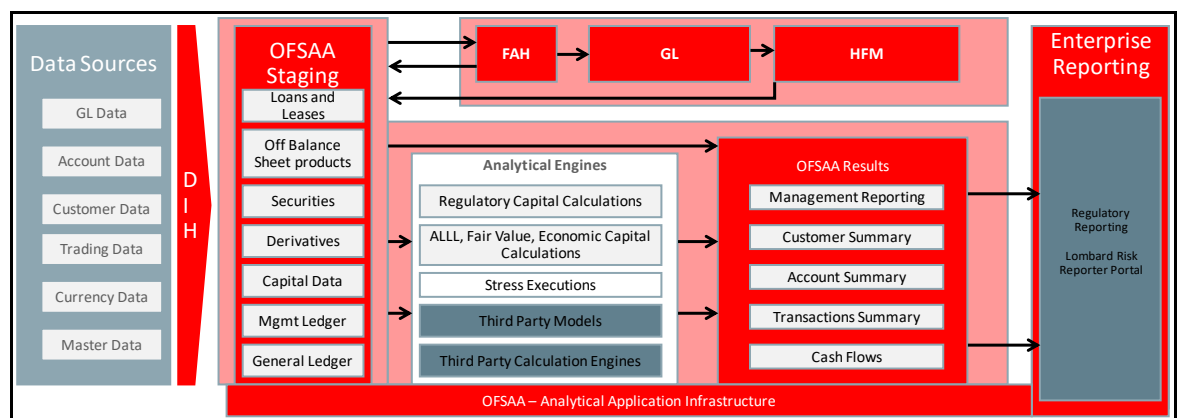 Data Sources
GL Data
Account Data
Customer Data
Trading Data
Currency Data
Master Data
D
I
H
OFSAA
Staging
Loans and
Leases
Off Balance
Sheet products
Securities
Derivatives
Capital Data
Mgmt Ledger
General Ledger
FAH
GL
HFM
Analytical Engines
Regulatory Capital Calculations
ALLL, Fair Value, Economic Capital
Calculations
Stress Executions
Third Party Models
Third Party Calculation Engines
OFSAA Results
Management Reporting
Customer Summary
Account Summary
Transactions Summary
Cash Flows
Enterprise
Reporting
Regulatory
Reporting
Lombard Risk
Reporter Portal
OFSAA – Analytical Application Infrastructure